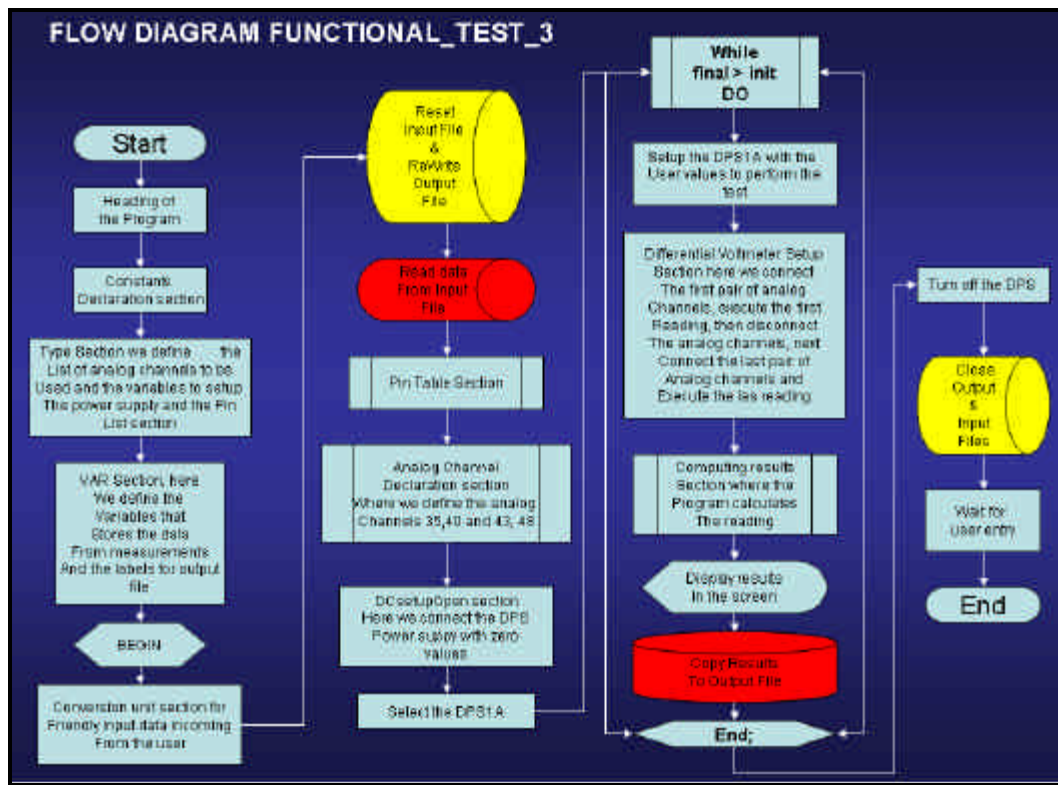 FLOW DIAGRAM FUNCTIONAL_TEST_3
Start
Heading of
the Program
Constants
Declaration section
Type Section we define the
List of analog channels to be
Used and the variables to setup
The power supply and the Pin
List section
VAR Section, here
We define the
Variables that
Stores the data
From measurements
And the labels for output
file
BEGIN
Conversion unit section for
Friendly input data incoming
From the user
Reset
Input File
&
ReWrite
Output
File
Read data
From Input
File
Pin Table Section
Analog Channel
Declaration section
Where we define the analog
Channels 35,40 and 43, 48
DCsetupOpen section
Here we connect the DPS
Power supply with zero
values
Select the DPS1A
While
final > init
DO
Setup the DPS1A with the
User values to perform the
test
Differential Voltmeter Setup
Section here we connect
The first pair of analog
Channels, execute the first
Reading, then disconnect
The analog channels, next
Connect the last pair of
Analog channels and
Execute the las reading
Computing results
Section where the
Program calculates
The reading
Display results
In the screen
Copy Results
To Output File
End;
Turn off the DPS
Close
Output
&
Input
Files
Wait for
User entry
End